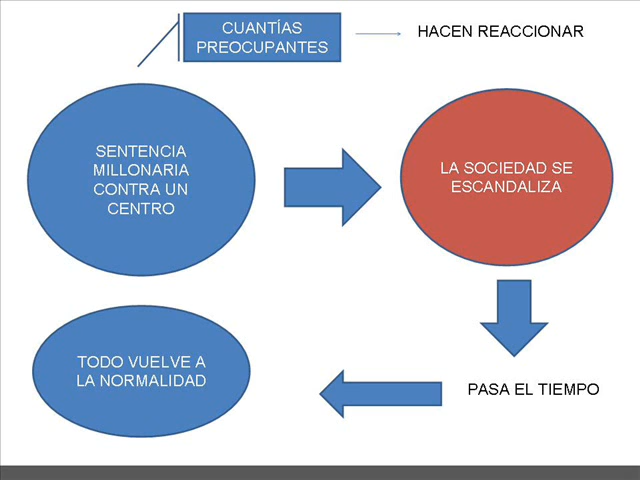 CUANTÍAS
PREOCUPANTES
HACEN REACCIONAR
SENTENCIA
MILLONARIA
CONTRA UN
CENTRO
LA SOCIEDAD SE
ESCANDALIZA
PASA EL TIEMPO
TODO VUELVE A
LA NORMALIDAD